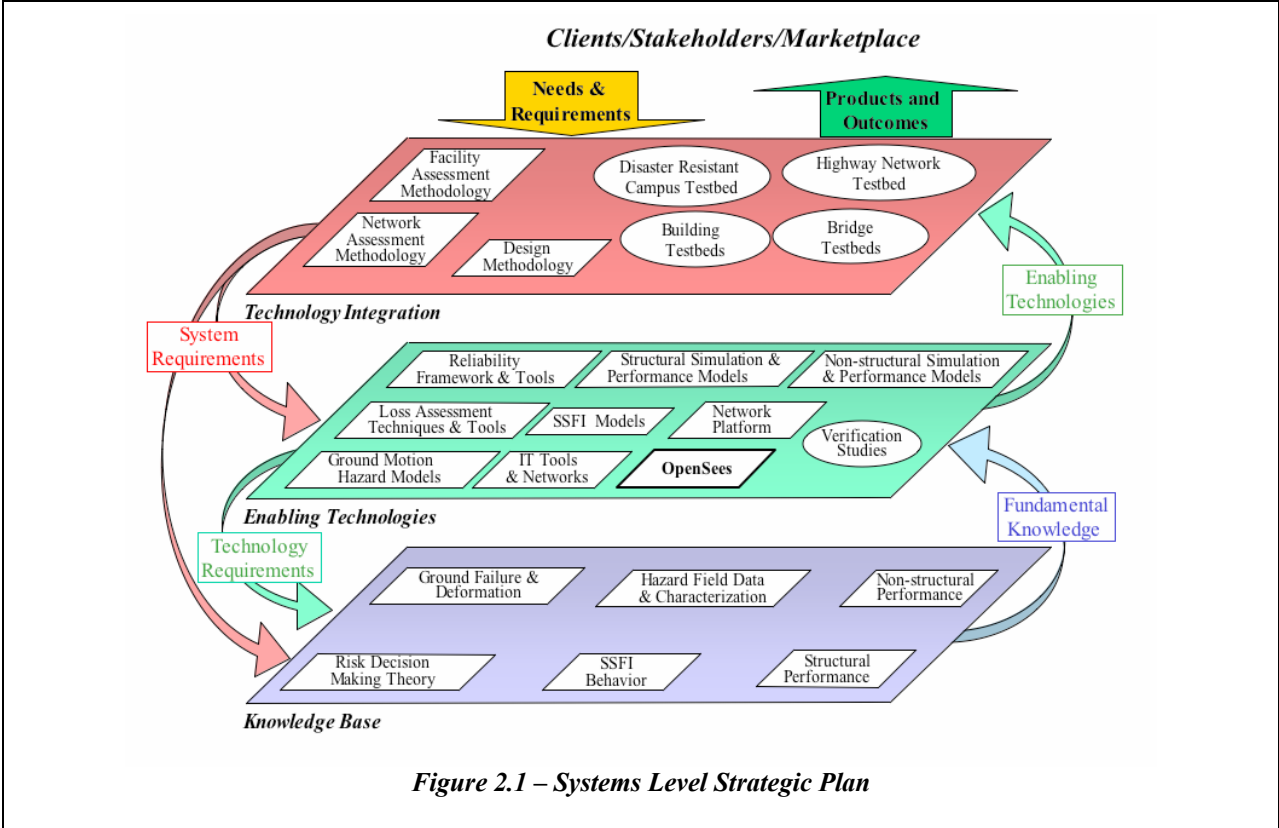 Clients/Stakeholders/Marketplace
Needs &
Requirements
Products and
Outcomes
Facility
Assessment
Methodology
Disaster Resistant
Campus Testbed
Highway Network
Testbed
Network
Assessment
Methodology
Design
Methodology
Building
Testbeds
Bridge
Testbeds
Technology Integration
Enabling
Technologies
System
Requirements
Reliability
Framework & Tools
Structural Simulation &
Performance Models
Non-structural Simulation
& Performance Models
Loss Assessment
Techniques & Tools
SSFI Models
Network
Platform
Verification
Studies
Ground Motion
Hazard Models
IT Tools
& Networks
OpenSees
Enabling Technologies
Fundamental
Knowledge
Technology
Requirements
Ground Failure &
Deformation
Hazard Field Data
& Characterization
Non-structural
Performance
Risk Decision
Making Theory
SSFI
Behavior
Structural
Performance
Knowledge Base
Figure 2.1 – Systems Level Strategic Plan